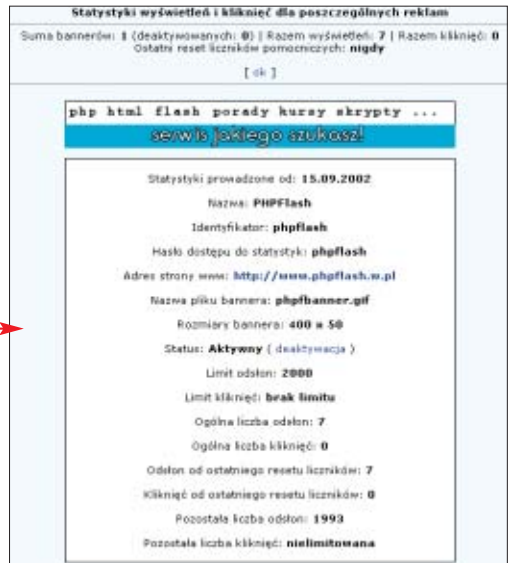 Statystyki wyświetleń i kliknięć dla poszczególnych reklam
Suma bannerów: 1 (deaktywowanych: 0) | Razem wyświetleń: 7 | Razem kliknięć: 0
Ostatni reset liczników pomocniczych: nigdy
[ ok ]
php html flash porady kursy skrypty ...
serwis jakiego szukasz!
Statystyki prowadzone od: 15.09.2002
Nazwa: PHPFlash
Identyfikator: phpflash
Hasło dostępu do statystyk: phpflash
Adres strony www: http://www.phpflash.w.pl
Nazwa pliku bannera: phpfbanner.gif
Rozmiary bannera: 400 x 50
Status: Aktywny ( deaktywacja )
Limit odsłon: 2000
Limit kliknięć: brak limitu
Ogólna liczba odsłon: 7
Ogólna liczba kliknięć: 0
Odsłon od ostatniego resetu liczników: 7
Kliknięć od ostatniego resetu liczników: 0
Pozostała liczba odsłon: 1993
Pozostała liczba kliknięć: nielimitowana